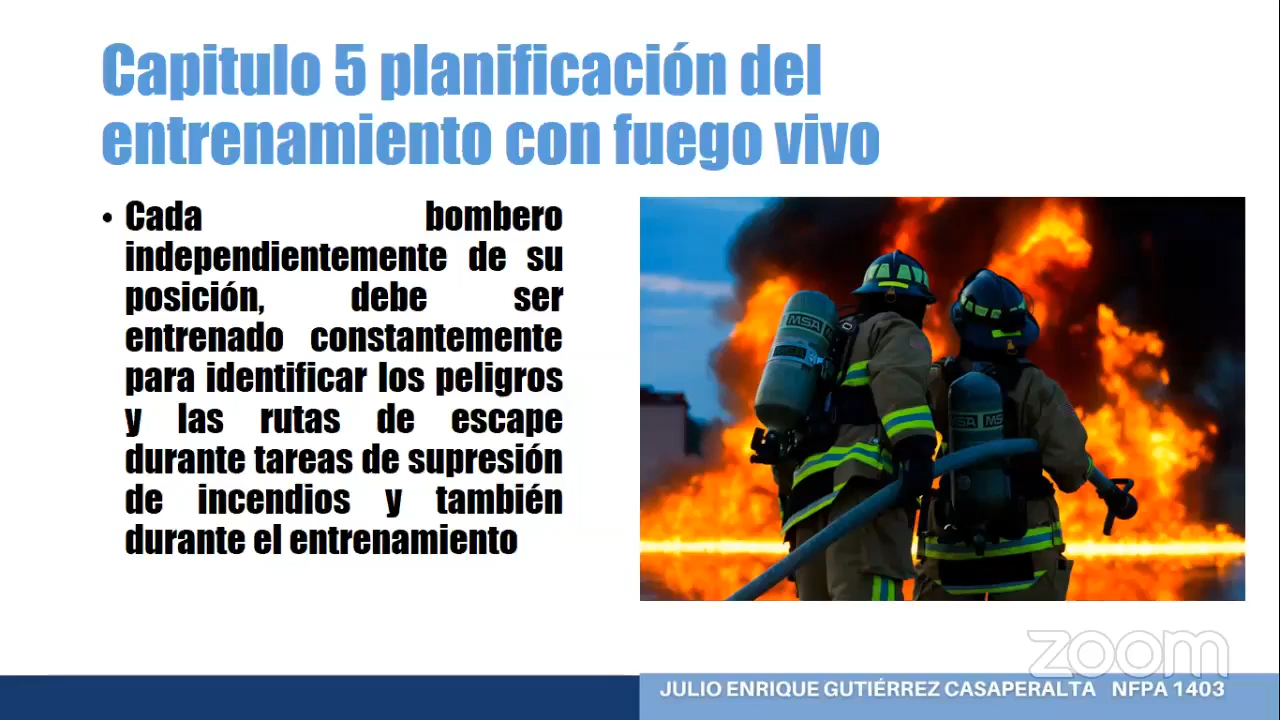 Capitulo 5 planificación del
entrenamiento con fuego vivo
• Cada bombero
independientemente de su
posición, debe ser
entrenado constantemente
para identificar los peligros
y las rutas de escape
durante tareas de supresión
de incendios y también
durante el entrenamiento
MSA
MSA MS
zoom
JULIO ENRIQUE GUTIÉRREZ CASAPERALTA NFPA 1403